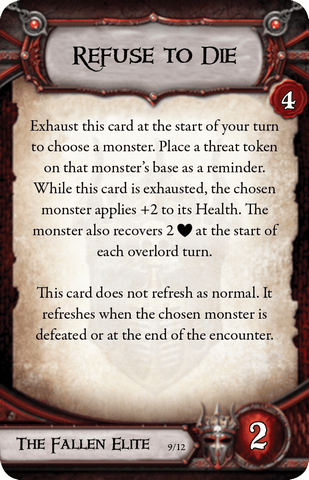 Refuse to Die
4
Exhaust this card at the start of your turn
to choose a monster. Place a threat token
on that monster's base as a reminder.
While this card is exhausted, the chosen
monster applies +2 to its Health. The
monster also recovers 2 ♥ at the start of
each overlord turn.
This card does not refresh as normal. It
refreshes when the chosen monster is
defeated or at the end of the encounter.
The Fallen Elite 9/12 2